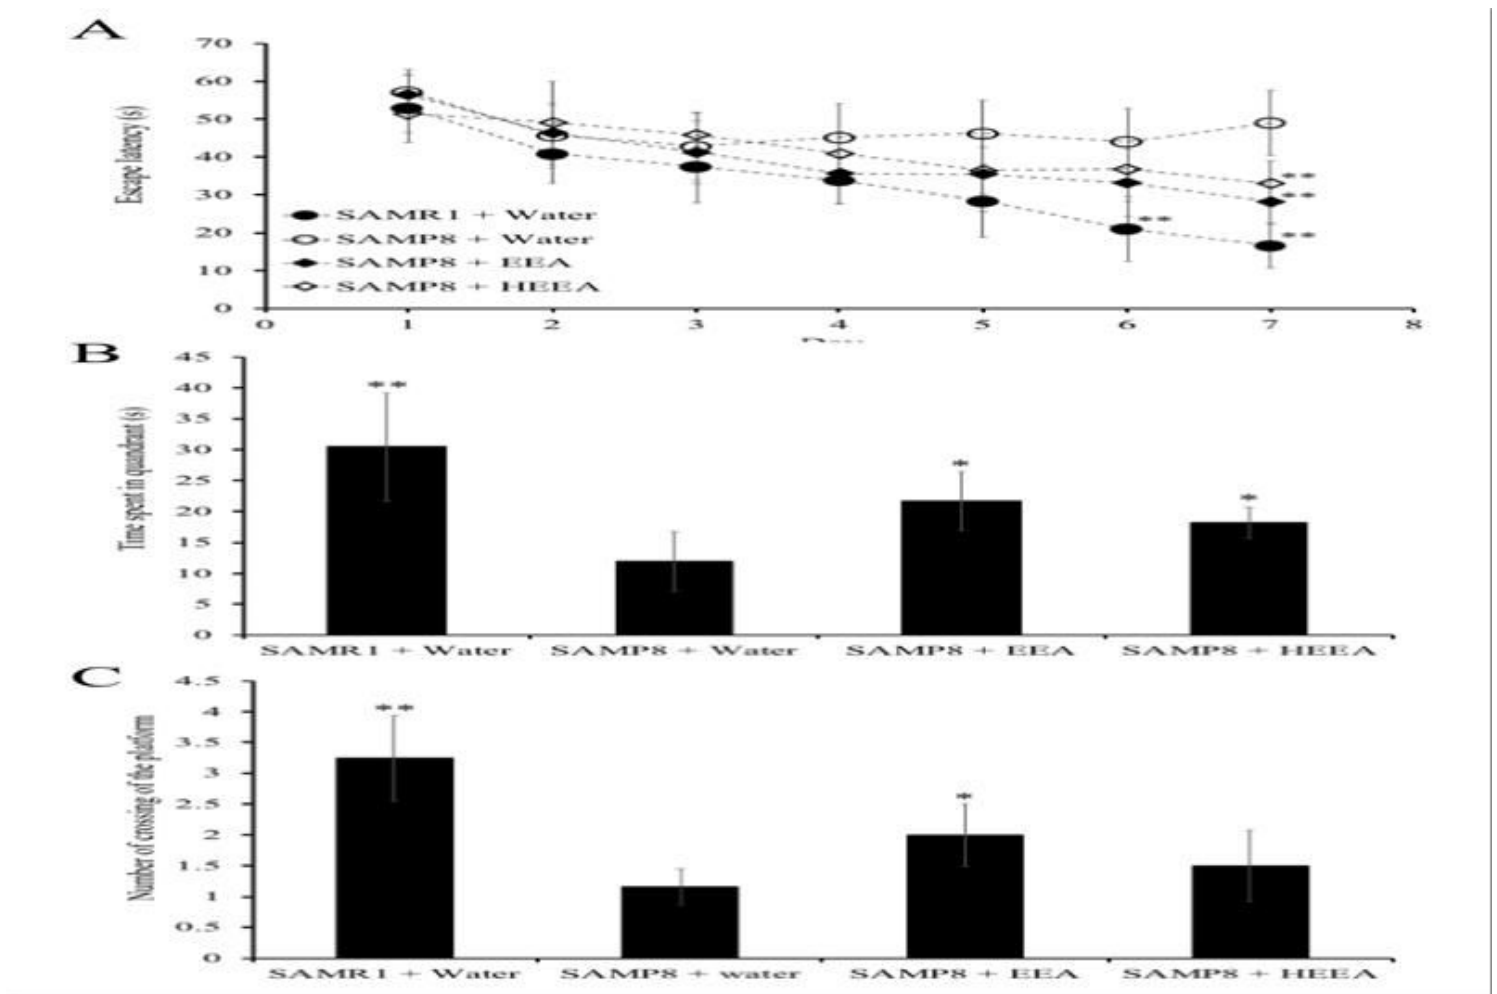 A
70
60
50
40
30
20
10
0
Escape latency (s)
SAMR1 + Water
SAMP8 + Water
SAMP8 + EEA
SAMP8 + HEEA
**
**
**
**
0 1 2 3 4 5 6 7 8
B
45
40
35
30
25
20
15
10
5
0
Time spent in quadrant (s)
**
*
*
SAMR1 + Water SAMP8 + Water SAMP8 + EEA SAMP8 + HEEA
C
4.5
4
3.5
3
2.5
2
1.5
1
0.5
0
Number of crossing of the platform
**
*
SAMR1 + Water SAMP8 + water SAMP8 + EEA SAMP8 + HEEA